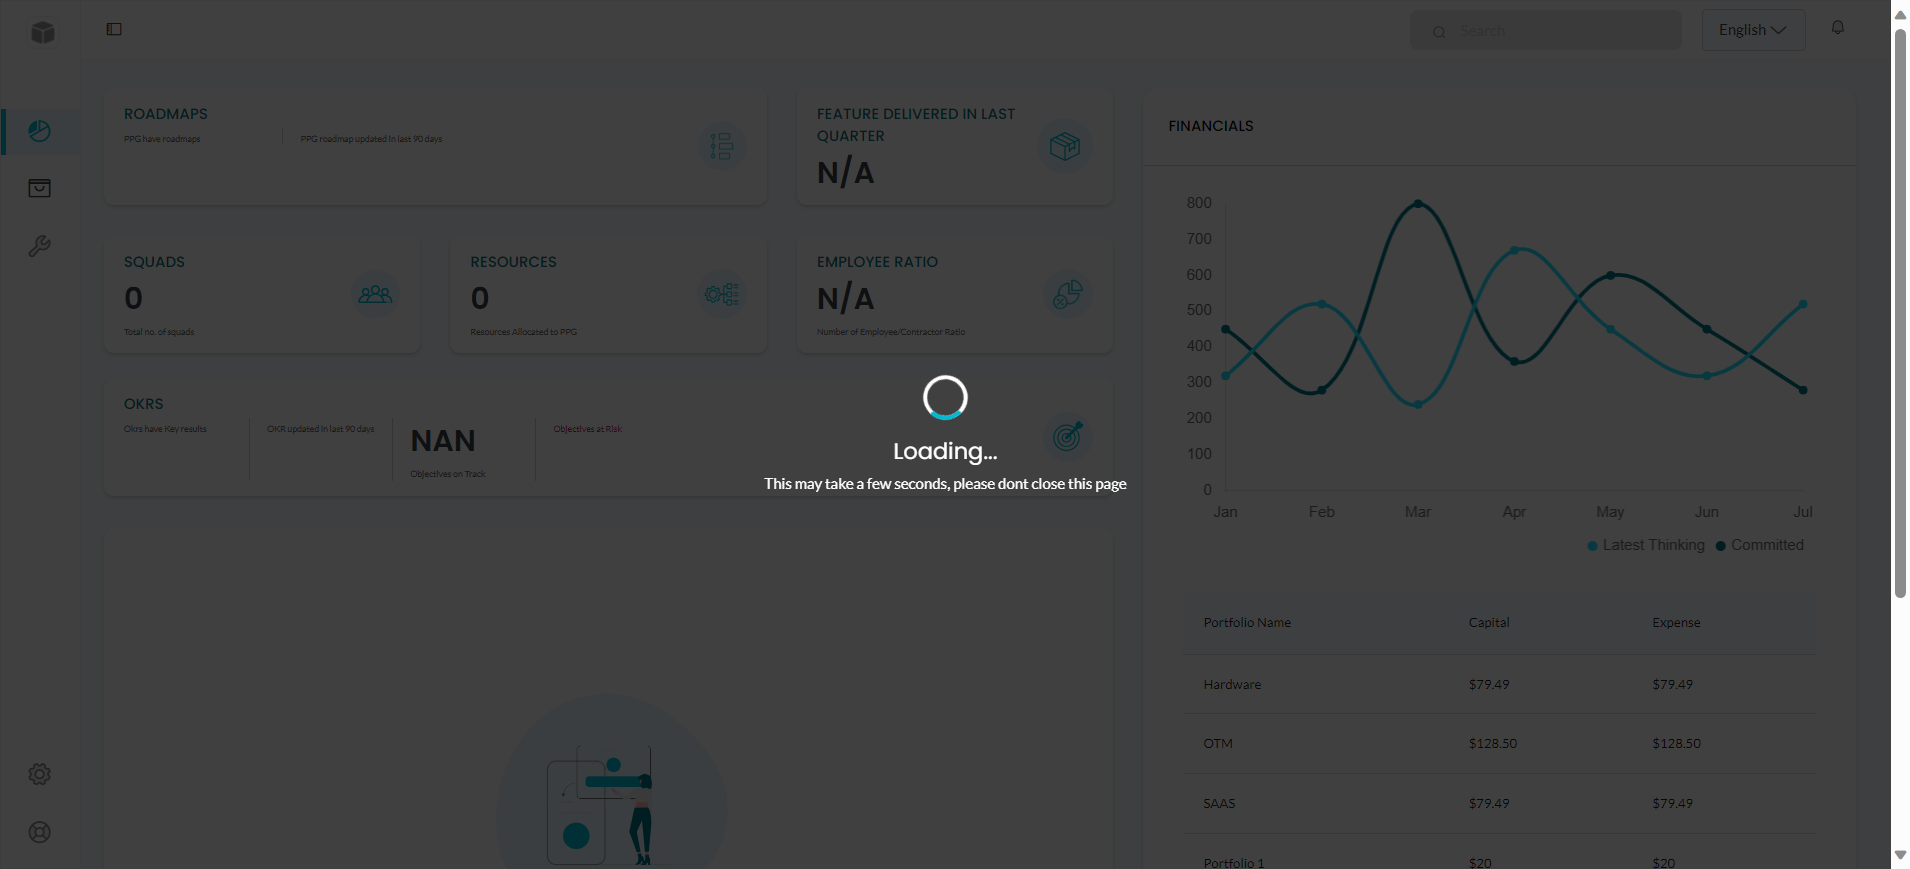 Search
English
ROADMAPS
PPG have roadmaps
PPG roadmap updated in last 90 days
FEATURE DELIVERED IN LAST
QUARTER
N/A
SQUADS
0
Total no. of squads
RESOURCES
0
Resources Allocated to PPG
EMPLOYEE RATIO
N/A
Number of Employee/Contractor Ratio
OKRS
Okrs have Key results
OKR updated in last 90 days
NAN
Objectives on Track
Objectives at Risk
Loading...
This may take a few seconds, please dont close this page
FINANCIALS
800
700
600
500
400
300
200
100
0
Jan Feb Mar Apr May Jun Jul
Latest Thinking Committed
Portfolio Name Capital Expense
Hardware $79.49 $79.49
OTM $128.50 $128.50
SAAS $79.49 $79.49
Portfolio 1 $20 $20